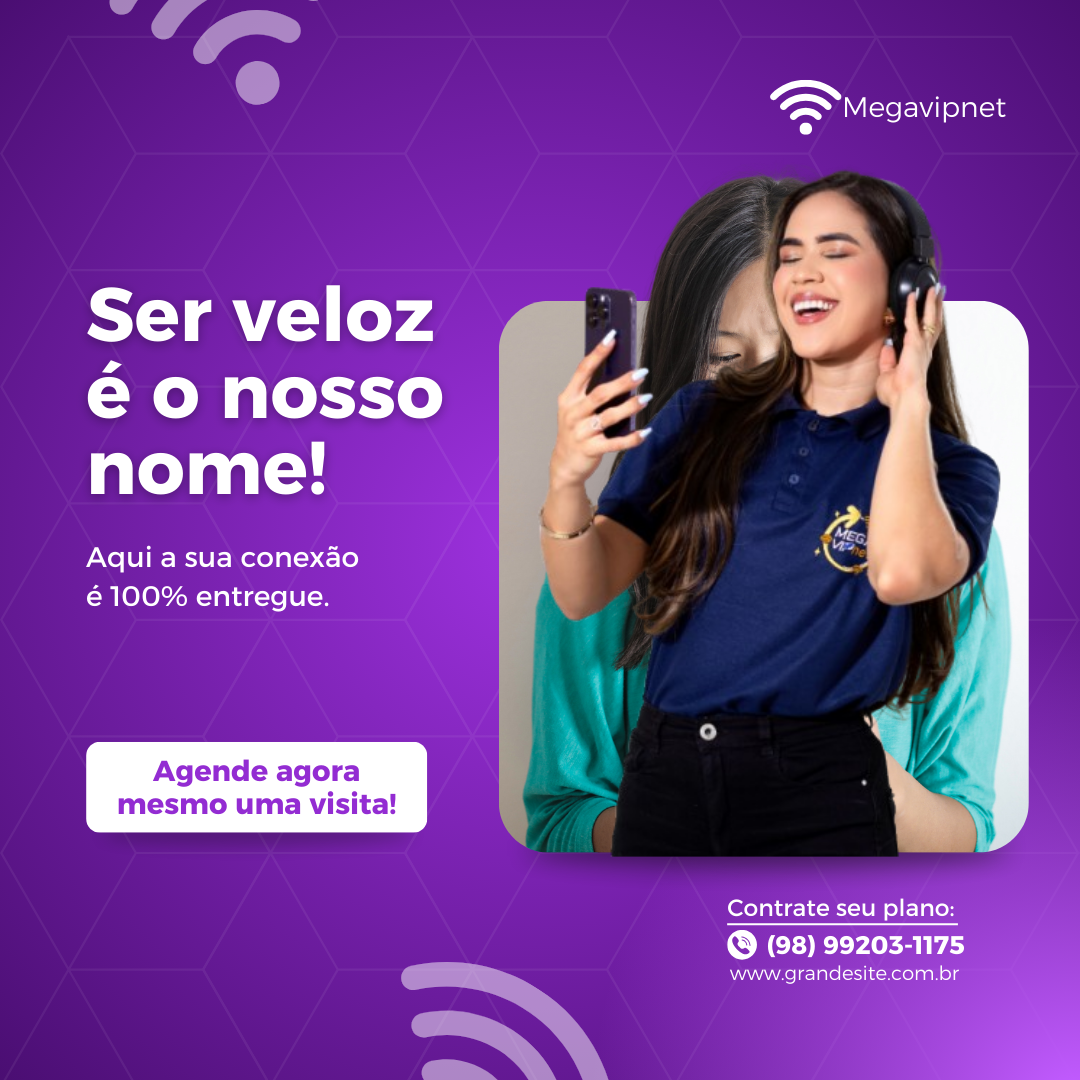 Megavipnet
Ser veloz
é o nosso
nome!
Aqui a sua conexão
é 100% entregue.
Agende agora
mesmo uma visita!
Contrate seu plano:
(98) 99203-1175
www.grandesite.com.br